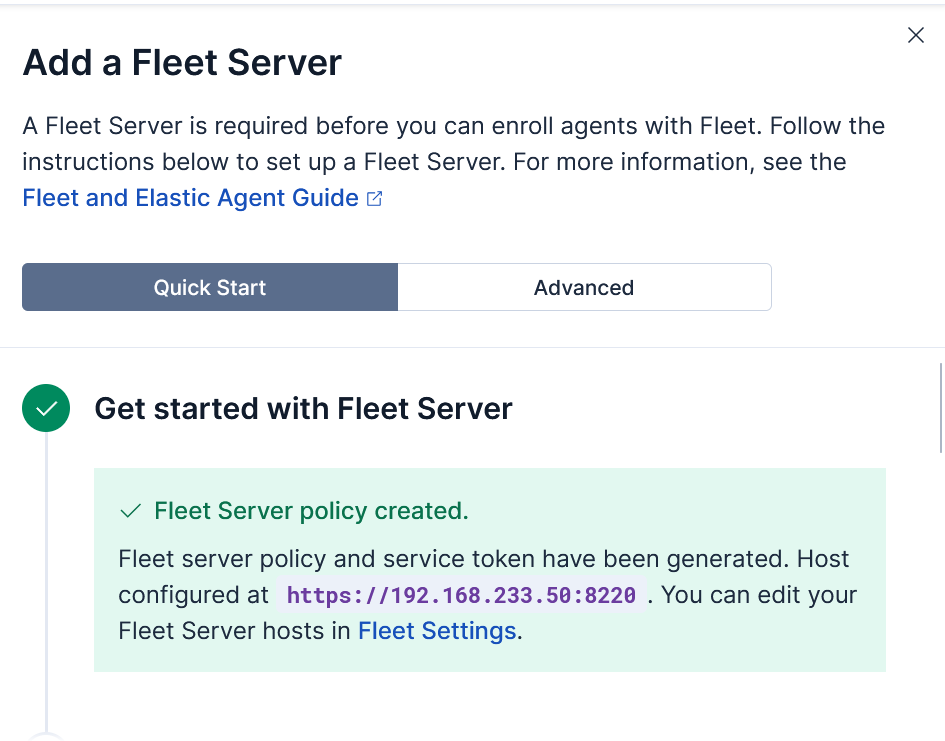 Add a Fleet Server
A Fleet Server is required before you can enroll agents with Fleet. Follow the
instructions below to set up a Fleet Server. For more information, see the
Fleet and Elastic Agent Guide
Quick Start
Advanced
Get started with Fleet Server
Fleet Server policy created.
Fleet server policy and service token have been generated. Host
configured at https://192.168.233.50:8220 . You can edit your
Fleet Server hosts in Fleet Settings.